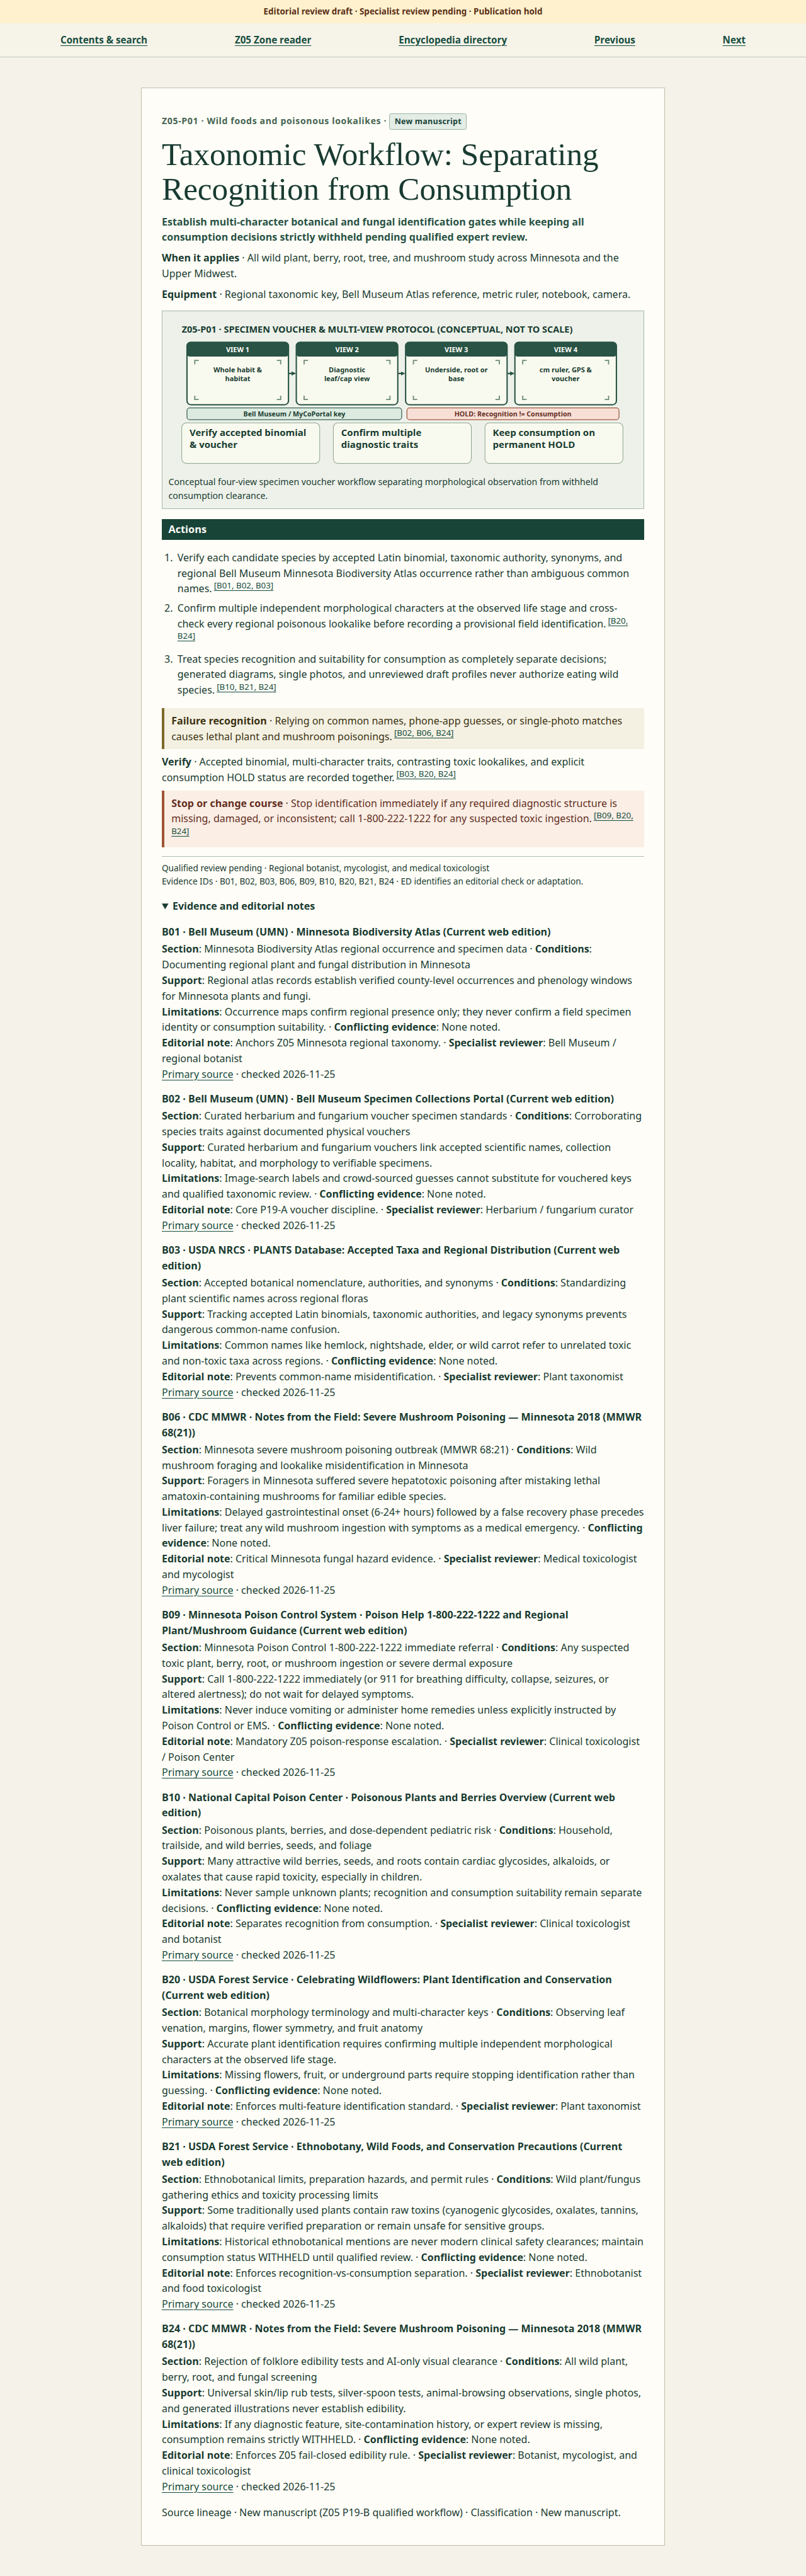 Editorial review draft · Specialist review pending · Publication hold
Contents & search
Z05 Zone reader
Encyclopedia directory
Previous
Next
Z05-P01 · Wild foods and poisonous lookalikes · New manuscript
Taxonomic Workflow: Separating
Recognition from Consumption
Establish multi-character botanical and fungal identification gates while keeping all
consumption decisions strictly withheld pending qualified expert review.
When it applies · All wild plant, berry, root, tree, and mushroom study across Minnesota and the
Upper Midwest.
Equipment · Regional taxonomic key, Bell Museum Atlas reference, metric ruler, notebook, camera.
Z05-P01 · SPECIMEN VOUCHER & MULTI-VIEW PROTOCOL (CONCEPTUAL, NOT TO SCALE)
VIEW 1
Whole habit &
habitat
VIEW 2
Diagnostic
leaf/cap view
VIEW 3
Underside, root or
base
VIEW 4
cm ruler, GPS &
voucher
Bell Museum / MyCoPortal key
HOLD: Recognition != Consumption
Verify accepted binomial
& voucher
Confirm multiple
diagnostic traits
Keep consumption on
permanent HOLD
Conceptual four-view specimen voucher workflow separating morphological observation from withheld
consumption clearance.
Actions
1. Verify each candidate species by accepted Latin binomial, taxonomic authority, synonyms, and
regional Bell Museum Minnesota Biodiversity Atlas occurrence rather than ambiguous common
names. [B01, B02, B03]
2. Confirm multiple independent morphological characters at the observed life stage and cross-
check every regional poisonous lookalike before recording a provisional field identification. [B20,
B24]
3. Treat species recognition and suitability for consumption as completely separate decisions;
generated diagrams, single photos, and unreviewed draft profiles never authorize eating wild
species. [B10, B21, B24]
Failure recognition · Relying on common names, phone-app guesses, or single-photo matches
causes lethal plant and mushroom poisonings. [B02, B06, B24]
Verify · Accepted binomial, multi-character traits, contrasting toxic lookalikes, and explicit
consumption HOLD status are recorded together. [B03, B20, B24]
Stop or change course · Stop identification immediately if any required diagnostic structure is
missing, damaged, or inconsistent; call 1-800-222-1222 for any suspected toxic ingestion. [B09, B20,
B24]
Qualified review pending · Regional botanist, mycologist, and medical toxicologist
Evidence IDs · B01, B02, B03, B06, B09, B10, B20, B21, B24 · ED identifies an editorial check or adaptation.
▼ Evidence and editorial notes
B01 · Bell Museum (UMN) · Minnesota Biodiversity Atlas (Current web edition)
Section: Minnesota Biodiversity Atlas regional occurrence and specimen data · Conditions:
Documenting regional plant and fungal distribution in Minnesota
Support: Regional atlas records establish verified county-level occurrences and phenology windows
for Minnesota plants and fungi.
Limitations: Occurrence maps confirm regional presence only; they never confirm a field specimen
identity or consumption suitability. · Conflicting evidence: None noted.
Editorial note: Anchors Z05 Minnesota regional taxonomy. · Specialist reviewer: Bell Museum /
regional botanist
Primary source · checked 2026-11-25
B02 · Bell Museum (UMN) · Bell Museum Specimen Collections Portal (Current web edition)
Section: Curated herbarium and fungarium voucher specimen standards · Conditions: Corroborating
species traits against documented physical vouchers
Support: Curated herbarium and fungarium vouchers link accepted scientific names, collection
locality, habitat, and morphology to verifiable specimens.
Limitations: Image-search labels and crowd-sourced guesses cannot substitute for vouchered keys
and qualified taxonomic review. · Conflicting evidence: None noted.
Editorial note: Core P19-A voucher discipline. · Specialist reviewer: Herbarium / fungarium curator
Primary source · checked 2026-11-25
B03 · USDA NRCS · PLANTS Database: Accepted Taxa and Regional Distribution (Current web
edition)
Section: Accepted botanical nomenclature, authorities, and synonyms · Conditions: Standardizing
plant scientific names across regional floras
Support: Tracking accepted Latin binomials, taxonomic authorities, and legacy synonyms prevents
dangerous common-name confusion.
Limitations: Common names like hemlock, nightshade, elder, or wild carrot refer to unrelated toxic
and non-toxic taxa across regions. · Conflicting evidence: None noted.
Editorial note: Prevents common-name misidentification. · Specialist reviewer: Plant taxonomist
Primary source · checked 2026-11-25
B06 · CDC MMWR · Notes from the Field: Severe Mushroom Poisoning — Minnesota 2018 (MMWR
68(21))
Section: Minnesota severe mushroom poisoning outbreak (MMWR 68:21) · Conditions: Wild
mushroom foraging and lookalike misidentification in Minnesota
Support: Foragers in Minnesota suffered severe hepatotoxic poisoning after mistaking lethal
amatoxin-containing mushrooms for familiar edible species.
Limitations: Delayed gastrointestinal onset (6-24+ hours) followed by a false recovery phase precedes
liver failure; treat any wild mushroom ingestion with symptoms as a medical emergency. · Conflicting
evidence: None noted.
Editorial note: Critical Minnesota fungal hazard evidence. · Specialist reviewer: Medical toxicologist
and mycologist
Primary source · checked 2026-11-25
B09 · Minnesota Poison Control System · Poison Help 1-800-222-1222 and Regional
Plant/Mushroom Guidance (Current web edition)
Section: Minnesota Poison Control 1-800-222-1222 immediate referral · Conditions: Any suspected
toxic plant, berry, root, or mushroom ingestion or severe dermal exposure
Support: Call 1-800-222-1222 immediately (or 911 for breathing difficulty, collapse, seizures, or
altered alertness); do not wait for delayed symptoms.
Limitations: Never induce vomiting or administer home remedies unless explicitly instructed by
Poison Control or EMS. · Conflicting evidence: None noted.
Editorial note: Mandatory Z05 poison-response escalation. · Specialist reviewer: Clinical toxicologist
/ Poison Center
Primary source · checked 2026-11-25
B10 · National Capital Poison Center · Poisonous Plants and Berries Overview (Current web
edition)
Section: Poisonous plants, berries, and dose-dependent pediatric risk · Conditions: Household,
trailside, and wild berries, seeds, and foliage
Support: Many attractive wild berries, seeds, and roots contain cardiac glycosides, alkaloids, or
oxalates that cause rapid toxicity, especially in children.
Limitations: Never sample unknown plants; recognition and consumption suitability remain separate
decisions. · Conflicting evidence: None noted.
Editorial note: Separates recognition from consumption. · Specialist reviewer: Clinical toxicologist
and botanist
Primary source · checked 2026-11-25
B20 · USDA Forest Service · Celebrating Wildflowers: Plant Identification and Conservation
(Current web edition)
Section: Botanical morphology terminology and multi-character keys · Conditions: Observing leaf
venation, margins, flower symmetry, and fruit anatomy
Support: Accurate plant identification requires confirming multiple independent morphological
characters at the observed life stage.
Limitations: Missing flowers, fruit, or underground parts require stopping identification rather than
guessing. · Conflicting evidence: None noted.
Editorial note: Enforces multi-feature identification standard. · Specialist reviewer: Plant taxonomist
Primary source · checked 2026-11-25
B21 · USDA Forest Service · Ethnobotany, Wild Foods, and Conservation Precautions (Current
web edition)
Section: Ethnobotanical limits, preparation hazards, and permit rules · Conditions: Wild plant/fungus
gathering ethics and toxicity processing limits
Support: Some traditionally used plants contain raw toxins (cyanogenic glycosides, oxalates, tannins,
alkaloids) that require verified preparation or remain unsafe for sensitive groups.
Limitations: Historical ethnobotanical mentions are never modern clinical safety clearances; maintain
consumption status WITHHELD until qualified review. · Conflicting evidence: None noted.
Editorial note: Enforces recognition-vs-consumption separation. · Specialist reviewer: Ethnobotanist
and food toxicologist
Primary source · checked 2026-11-25
B24 · CDC MMWR · Notes from the Field: Severe Mushroom Poisoning — Minnesota 2018 (MMWR
68(21))
Section: Rejection of folklore edibility tests and AI-only visual clearance · Conditions: All wild plant,
berry, root, and fungal screening
Support: Universal skin/lip rub tests, silver-spoon tests, animal-browsing observations, single photos,
and generated illustrations never establish edibility.
Limitations: If any diagnostic feature, site-contamination history, or expert review is missing,
consumption remains strictly WITHHELD. · Conflicting evidence: None noted.
Editorial note: Enforces Z05 fail-closed edibility rule. · Specialist reviewer: Botanist, mycologist, and
clinical toxicologist
Primary source · checked 2026-11-25
Source lineage · New manuscript (Z05 P19-B qualified workflow) · Classification · New manuscript.